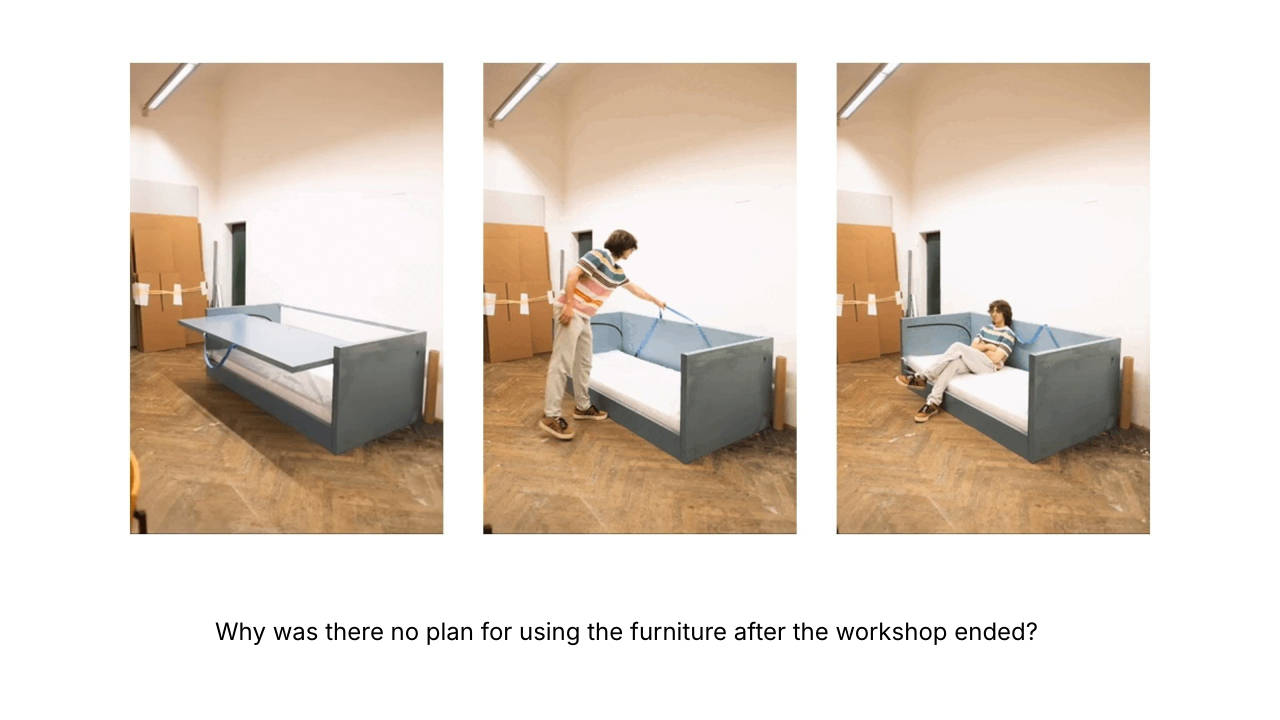 Why was there no plan for using the furniture after the workshop ended?